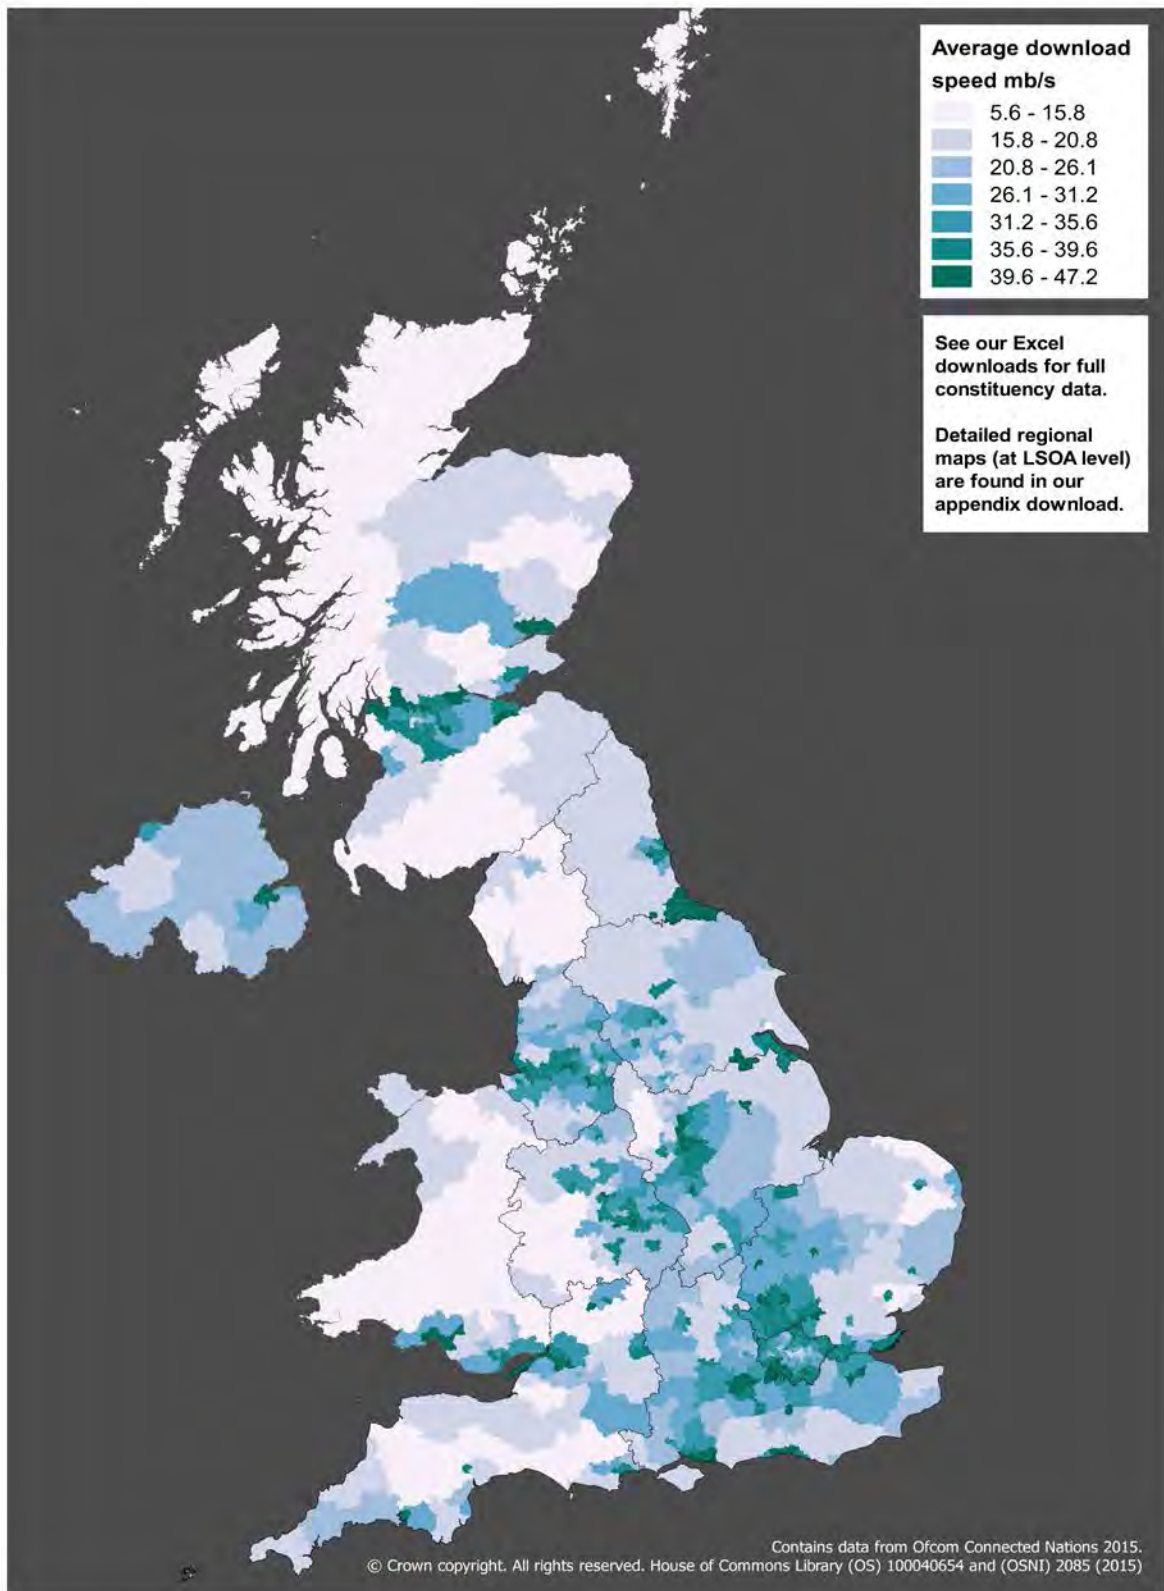 Average download
speed mb/s
5.6 - 15.8
15.8 - 20.8
20.8 - 26.1
26.1 - 31.2
31.2 - 35.6
35.6 - 39.6
39.6 - 47.2
See our Excel
downloads for full
constituency data.
Detailed regional
maps (at LSOA level)
are found in our
appendix download.
Contains data from Ofcom Connected Nations 2015.
© Crown copyright. All rights reserved. House of Commons Library (OS) 100040654 and (OSNI) 2085 (2015)